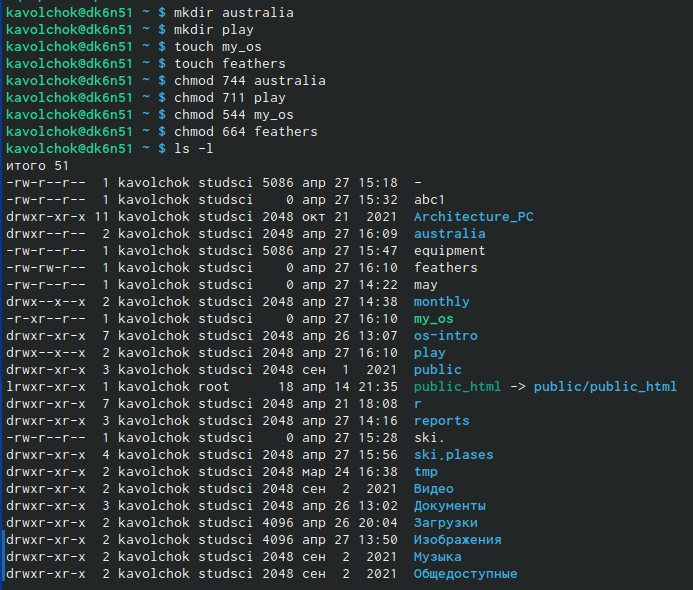 kavolchok@dk6n51 ~ $ mkdir australia
kavolchok@dk6n51 ~ $ mkdir play
kavolchok@dk6n51 ~ $ touch my_os
kavolchok@dk6n51 ~ $ touch feathers
kavolchok@dk6n51 ~ $ chmod 744 australia
kavolchok@dk6n51 ~ $ chmod 711 play
kavolchok@dk6n51 ~ $ chmod 544 my_os
kavolchok@dk6n51 ~ $ chmod 664 feathers
kavolchok@dk6n51 ~ $ ls -l
итого 51
-rw-r--r--  1 kavolchok studsci 5086 апр 27 15:18  -
-rw-r--r--  1 kavolchok studsci    0 апр 27 15:32  abc1
drwxr-xr-x 11 kavolchok studsci 2048 окт 21  2021  Architecture_PC
drwxr--r--  2 kavolchok studsci 2048 апр 27 16:09  australia
-rw-r--r--  1 kavolchok studsci 5086 апр 27 15:47  equipment
-rw-rw-r--  1 kavolchok studsci    0 апр 27 16:10  feathers
-rw-r--r--  1 kavolchok studsci    0 апр 27 14:22  may
drwx--x--x  2 kavolchok studsci 2048 апр 27 14:38  monthly
-r-xr--r--  1 kavolchok studsci    0 апр 27 16:10  my_os
drwxr-xr-x  7 kavolchok studsci 2048 апр 26 13:07  os-intro
drwx--x--x  2 kavolchok studsci 2048 апр 27 16:10  play
drwxr-xr-x  3 kavolchok studsci 2048 сен  1  2021  public
lrwxr-xr-x  1 kavolchok root      18 апр 14 21:35  public_html -> public/public_html
drwxr-xr-x  7 kavolchok studsci 2048 апр 21 18:08  r
drwxr-xr-x  3 kavolchok studsci 2048 апр 27 14:16  reports
-rw-r--r--  1 kavolchok studsci    0 апр 27 15:28  ski.
drwxr-xr-x  4 kavolchok studsci 2048 апр 27 15:56  ski.plases
drwxr-xr-x  2 kavolchok studsci 2048 мар 24 16:38  tmp
drwxr-xr-x  2 kavolchok studsci 2048 сен  2  2021  Видео
drwxr-xr-x  3 kavolchok studsci 2048 апр 26 13:02  Документы
drwxr-xr-x  2 kavolchok studsci 4096 апр 26 20:04  Загрузки
drwxr-xr-x  2 kavolchok studsci 4096 апр 27 13:50  Изображения
drwxr-xr-x  2 kavolchok studsci 2048 сен  2  2021  Музыка
drwxr-xr-x  2 kavolchok studsci 2048 сен  2  2021  Общедоступные